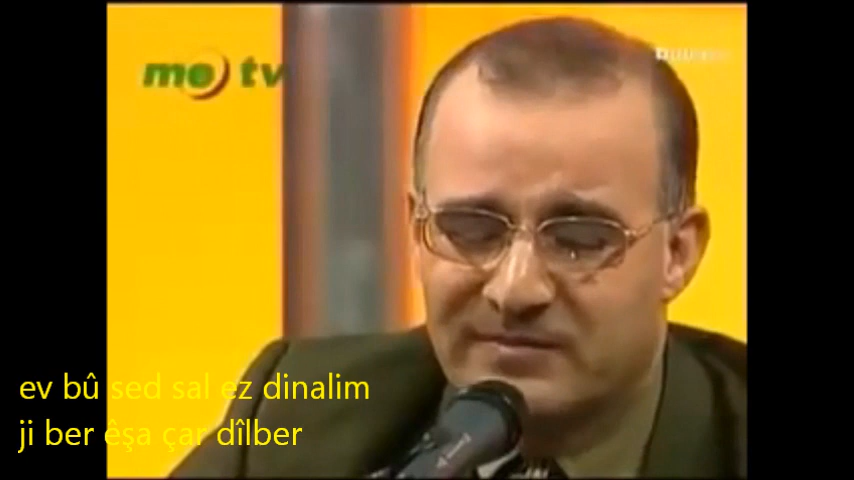 me tv
ev bû sed sal ez dinalim
ji ber êşa çar dîlber